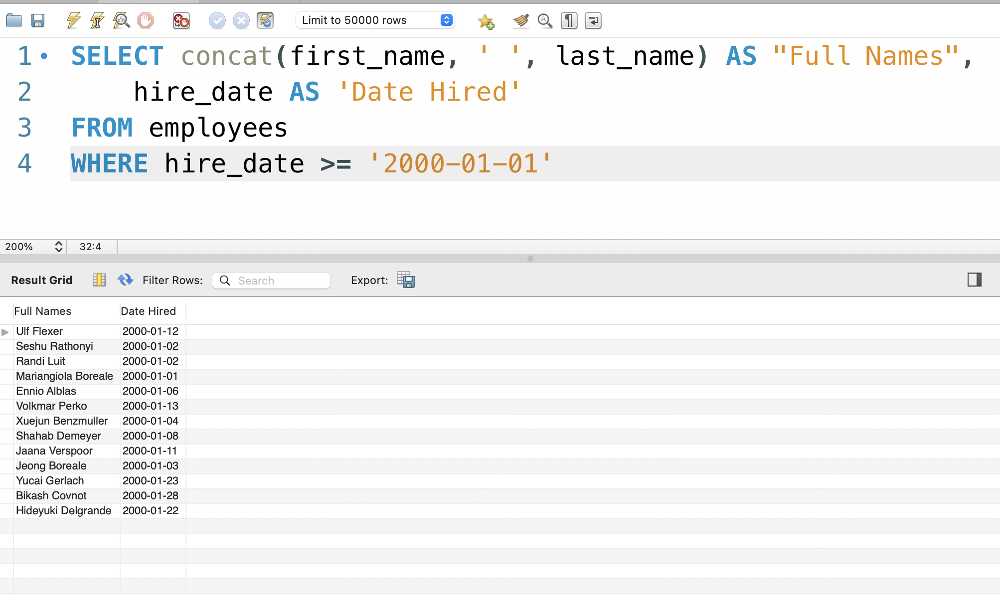 Limit to 50000 rows
1 SELECT concat(first_name, ' ', last_name) AS "Full Names",
2 hire_date AS 'Date Hired'
3 FROM employees
4 WHERE hire_date >= '2000-01-01'
200% 32:4
Result Grid Filter Rows: Search Export:
Full Names Date Hired
Ulf Flexer 2000-01-12
Seshu Rathonyi 2000-01-02
Randi Luit 2000-01-02
Mariangiola Boreale 2000-01-01
Ennio Alblas 2000-01-06
Volkmar Perko 2000-01-13
Xuejun Benzmuller 2000-01-04
Shahab Demeyer 2000-01-08
Jaana Verspoor 2000-01-11
Jeong Boreale 2000-01-03
Yucai Gerlach 2000-01-23
Bikash Covnot 2000-01-28
Hideyuki Delgrande 2000-01-22